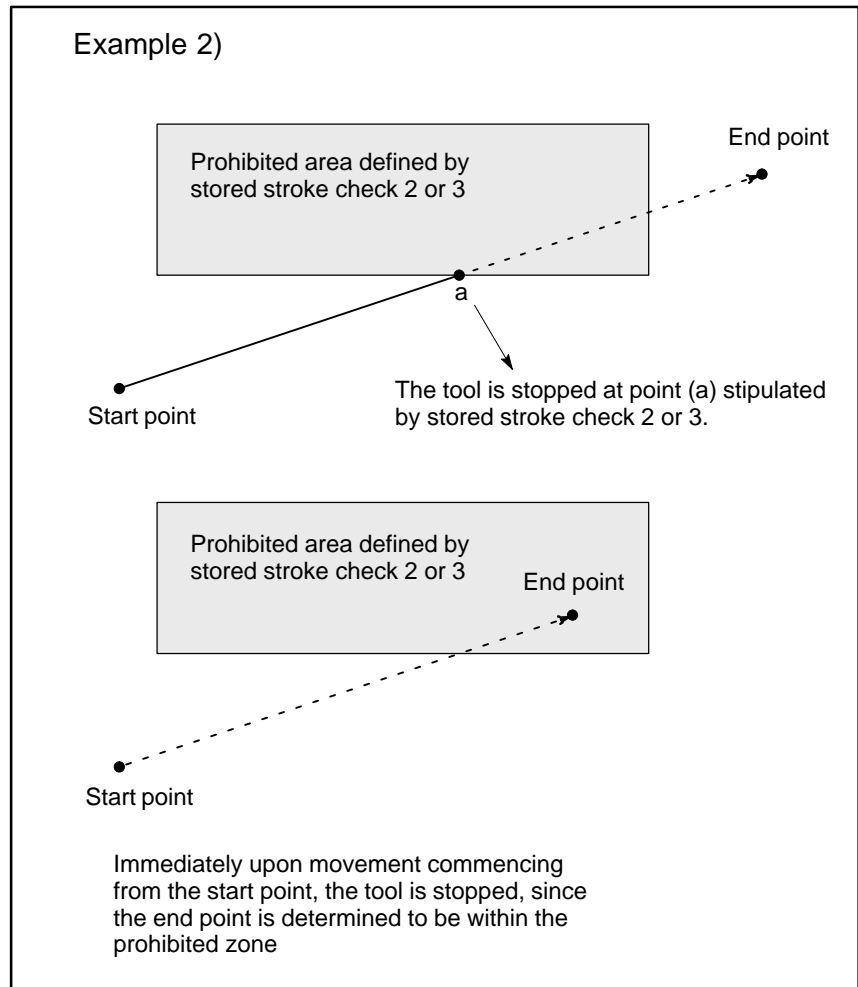 Example 2)
Prohibited area defined by
stored stroke check 2 or 3
End point
a
Start point
The tool is stopped at point (a) stipulated
by stored stroke check 2 or 3.
Prohibited area defined by
stored stroke check 2 or 3
End point
Start point
Immediately upon movement commencing
from the start point, the tool is stopped, since
the end point is determined to be within the
prohibited zone